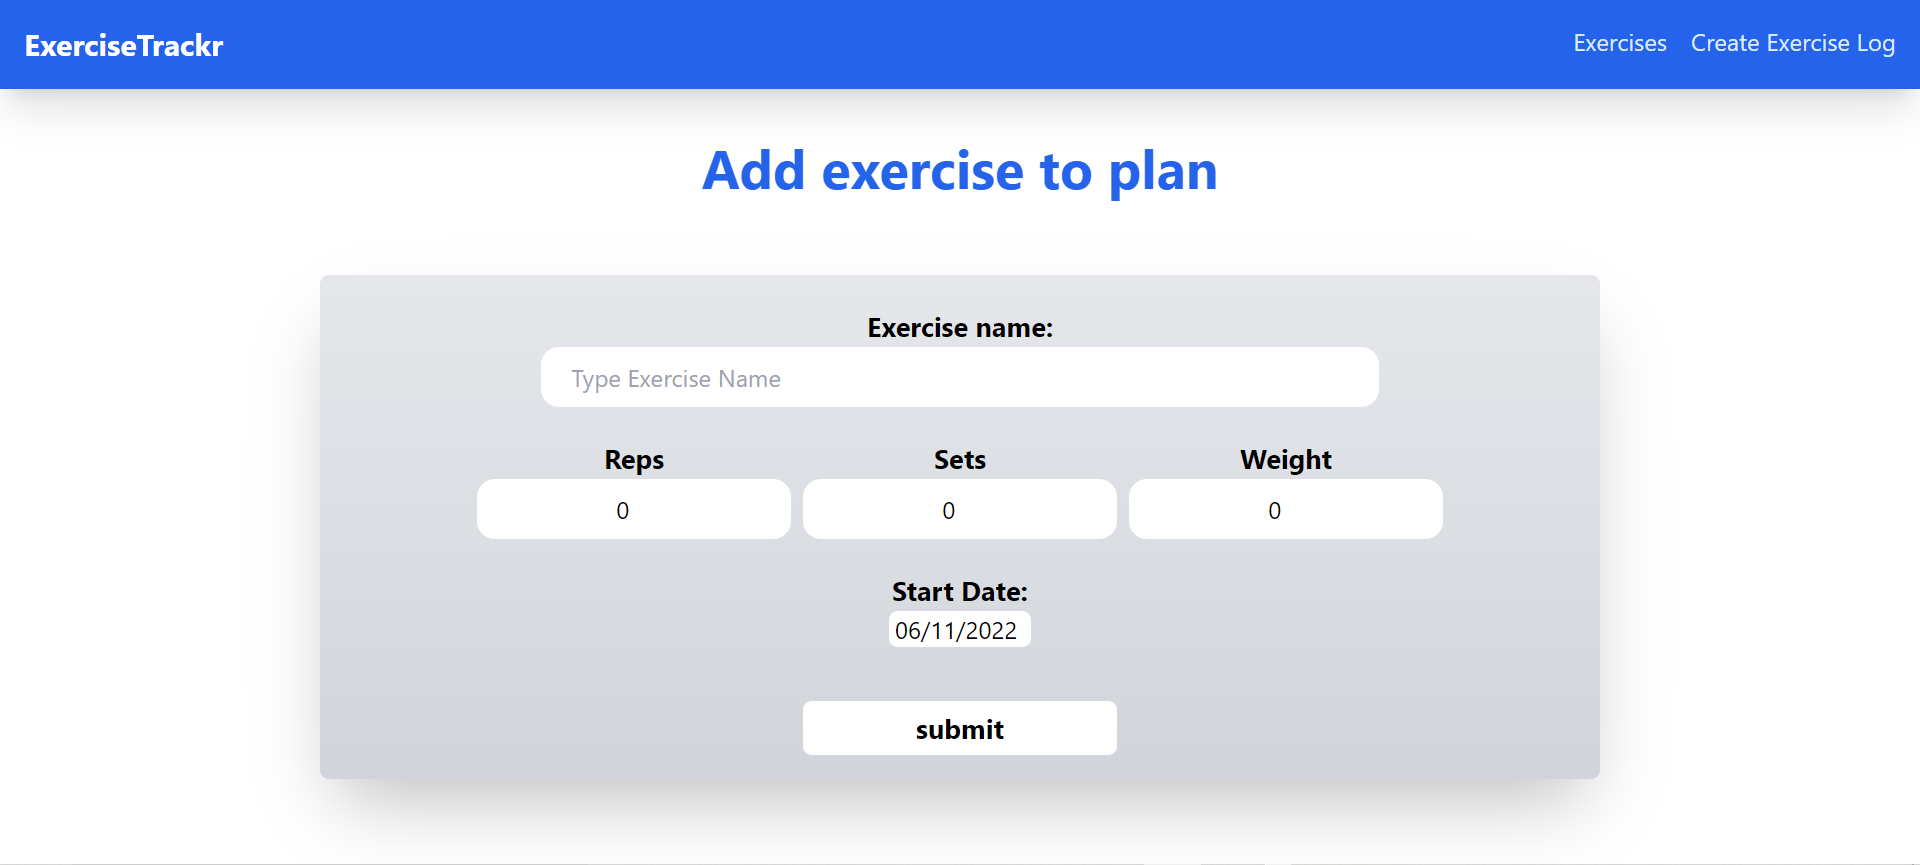 ExerciseTrackr Exercises Create Exercise Log
Add exercise to plan
Exercise name:
Type Exercise Name
Reps Sets Weight
0 0 0
Start Date:
06/11/2022
submit